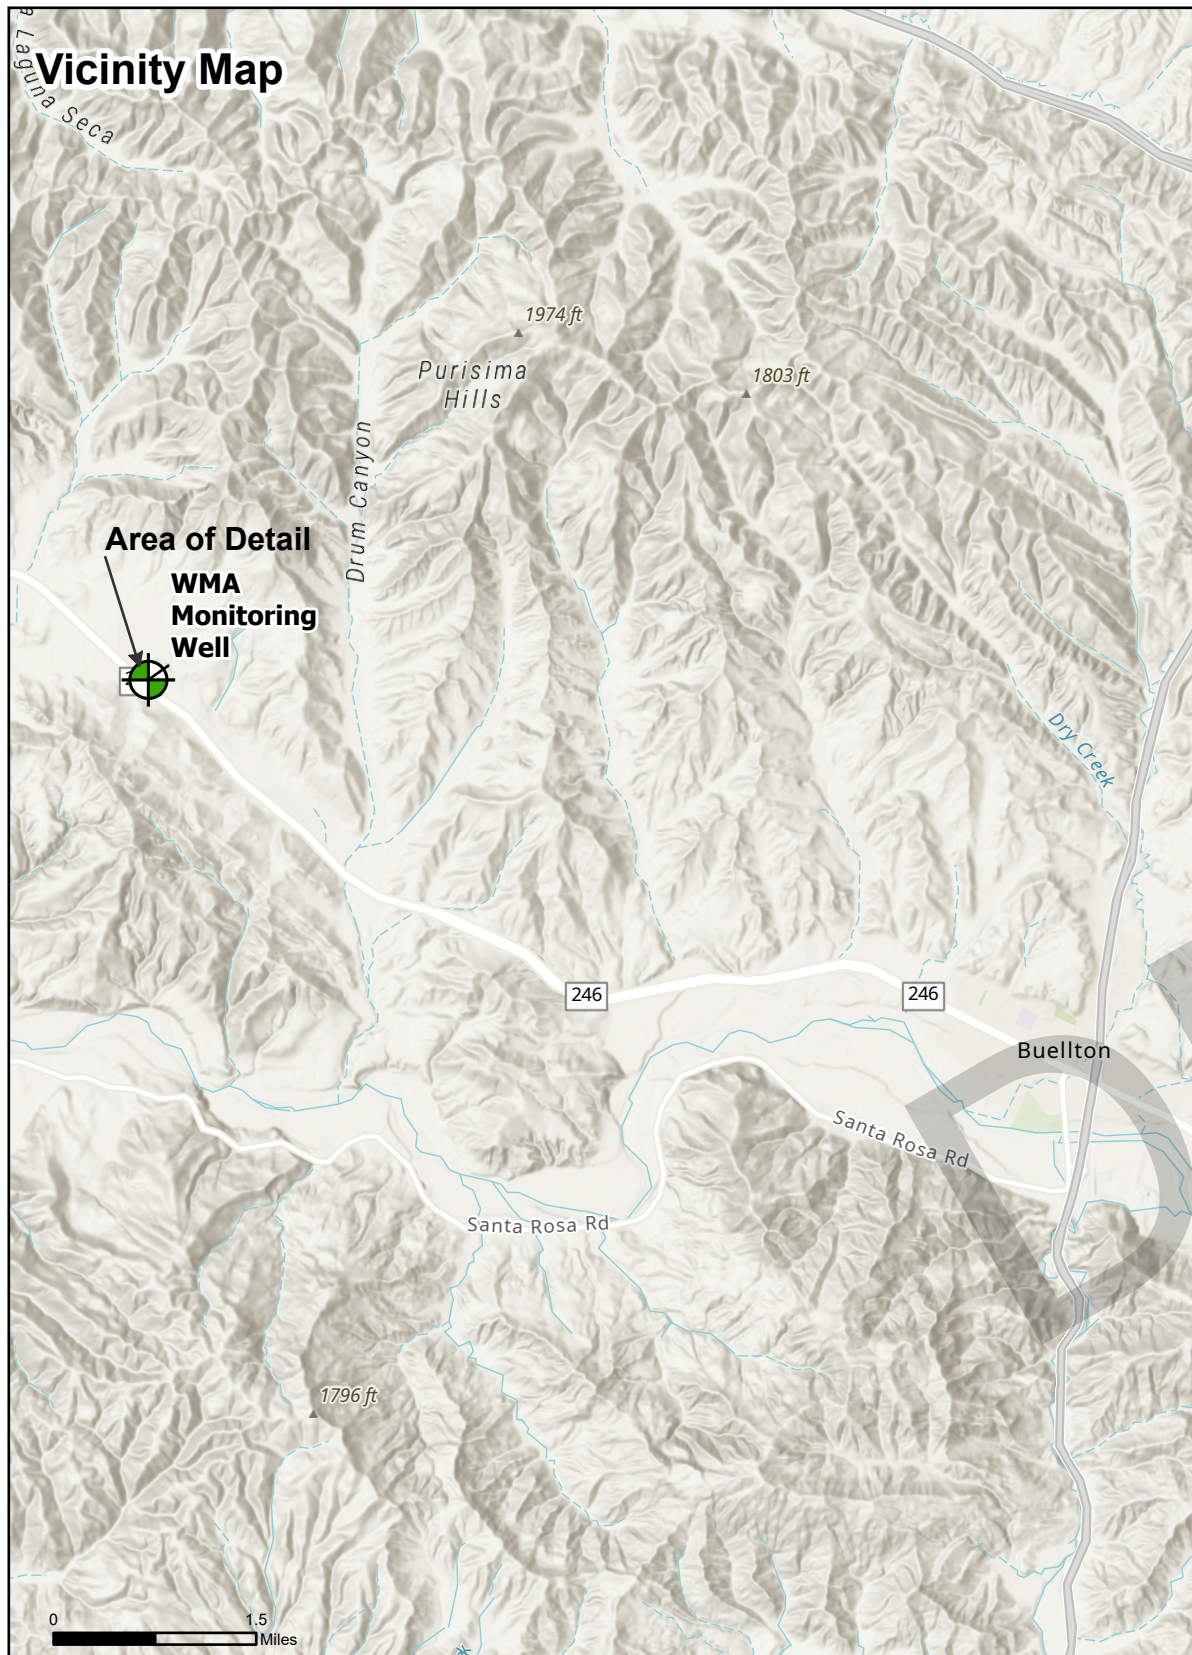 Laguna Seca
Vicinity Map
1974 ft
Purisima
Hills
1803 ft
Drum Canyon
Area of Detail
WMA
Monitoring
Well
Dry Creek
246
246
Buellton
Santa Rosa Rd
Santa Rosa Rd
1796 ft
0 1.5
Miles